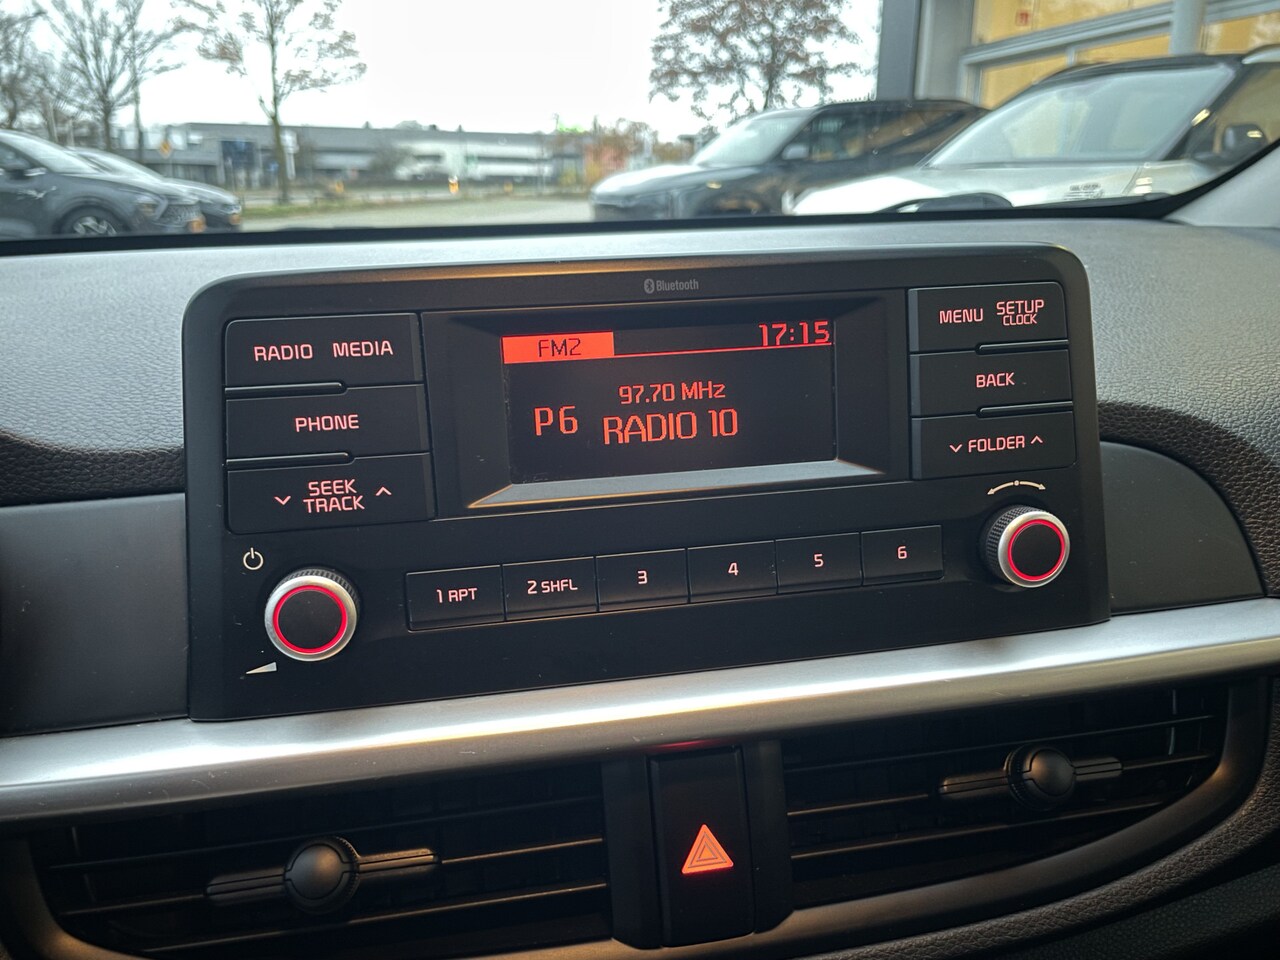 Bluetooth
RADIO MEDIA
PHONE
SEEK
TRACK
FM2 17:15
97.70 MHz
P6 RADIO 10
MENU SETUP
CLOCK
BACK
FOLDER
1 RPT 2 SHFL 3 4 5 6